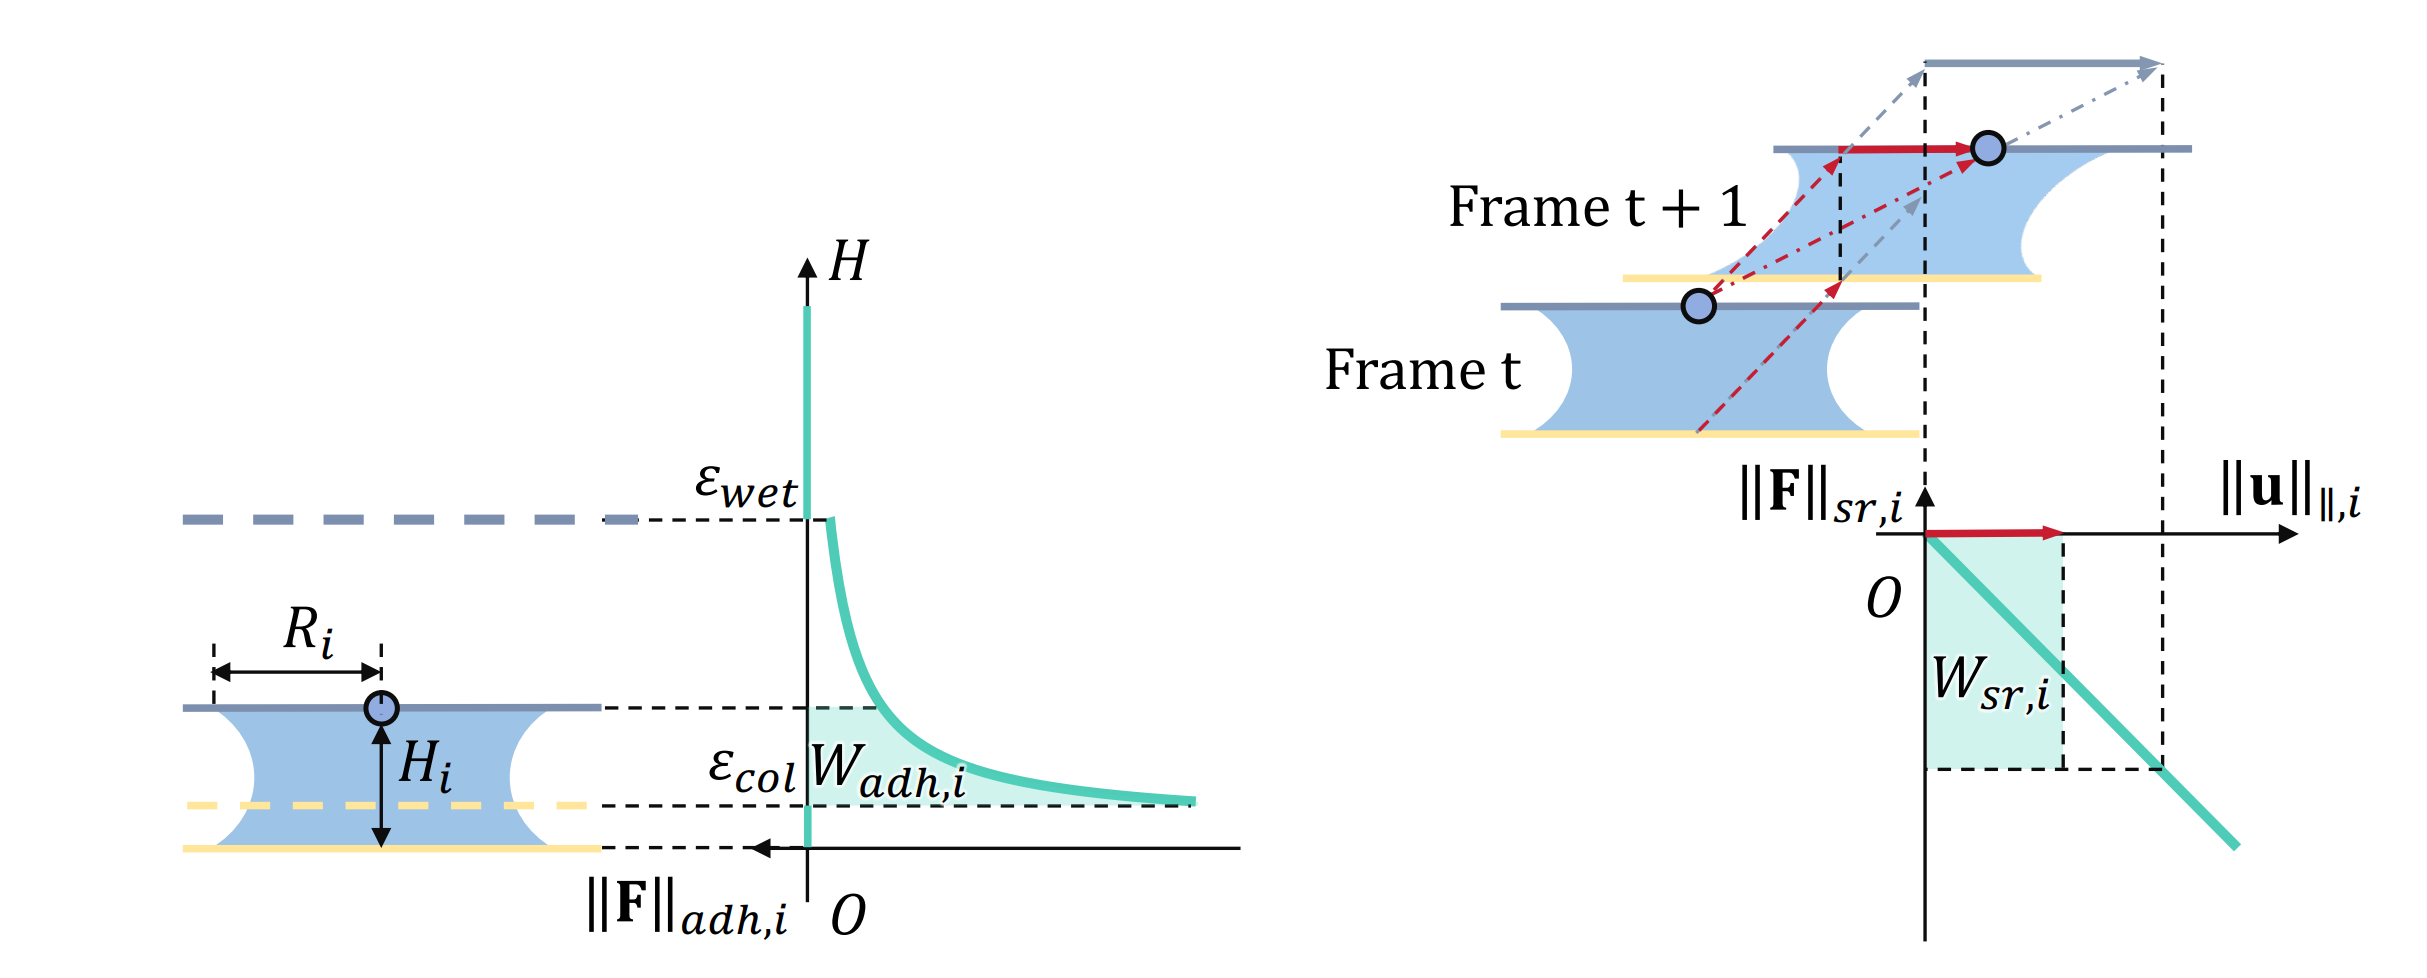 H
ε_wet
R_i
H_i
ε_col
W_adh,i
||F||_adh,i
O
Frame t + 1
Frame t
||F||_sr,i
||u||_∥,i
O
W_sr,i